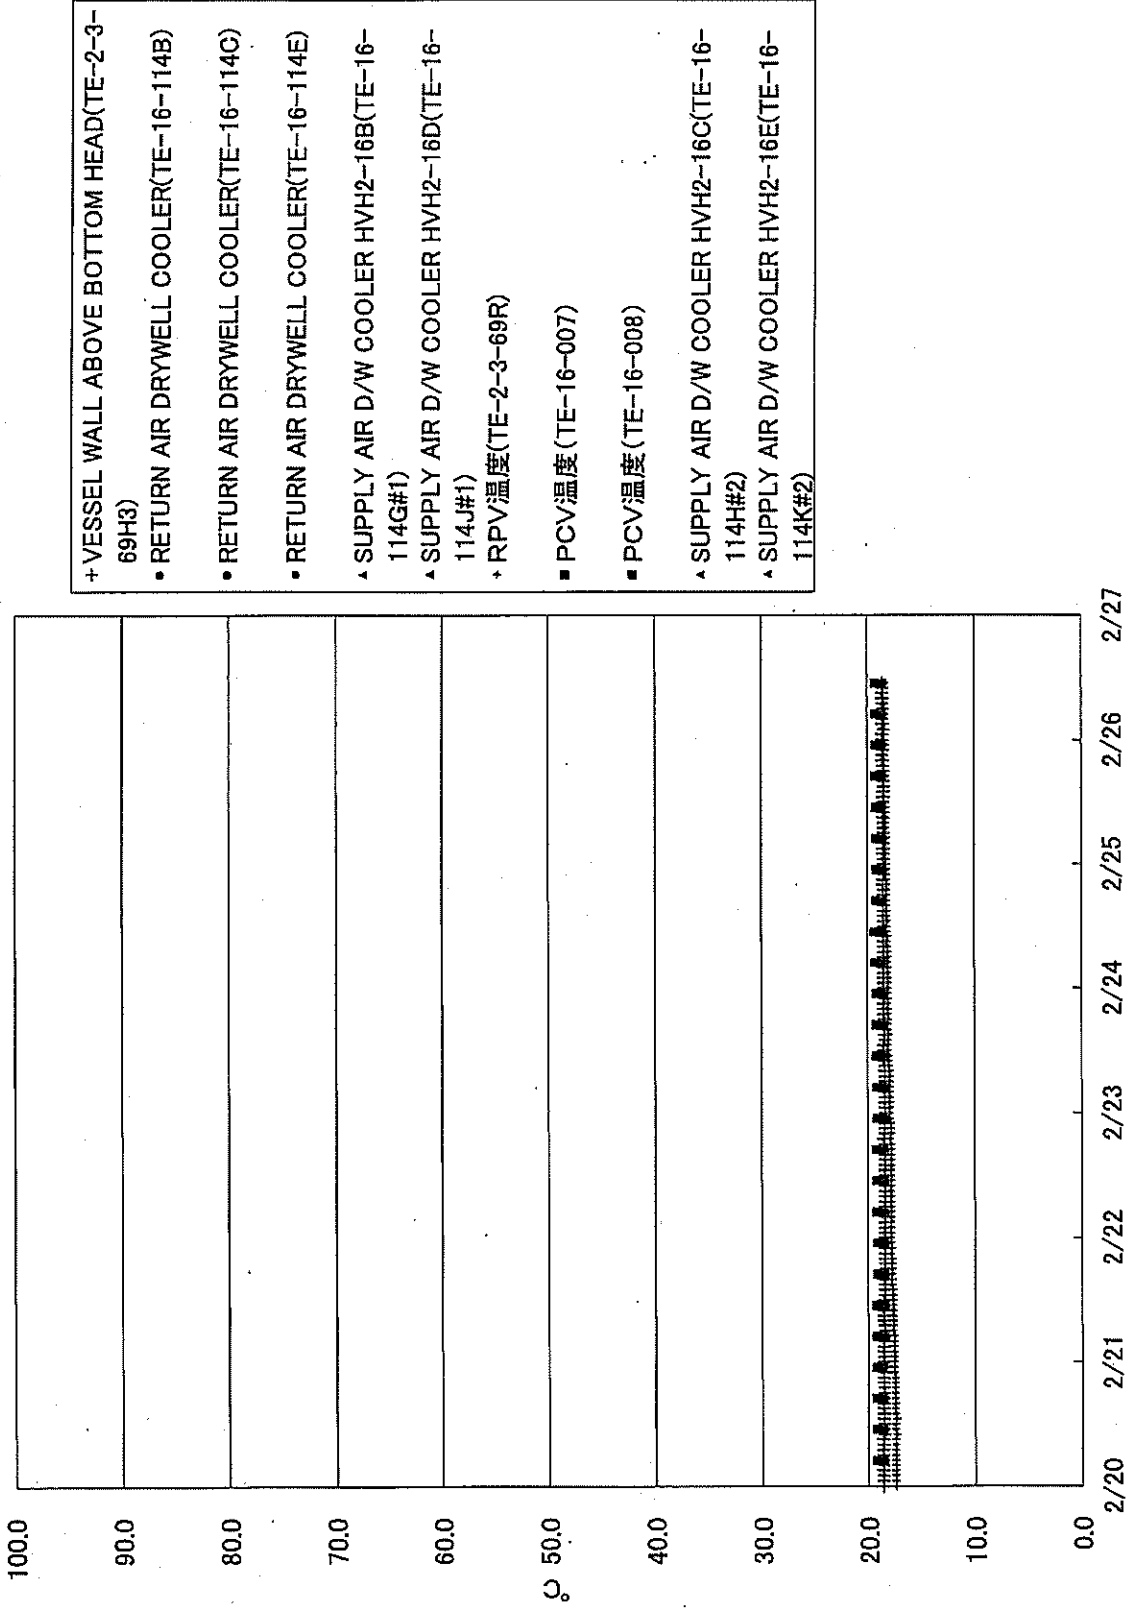 100.0
90.0
80.0
70.0
60.0
50.0
40.0
30.0
20.0
10.0
0.0
℃
2/20
2/21
2/22
2/23
2/24
2/25
2/26
2/27
+ VESSEL WALL ABOVE BOTTOM HEAD(TE-2-3-
69H3)
• RETURN AIR DRYWELL COOLER(TE-16-114B)
• RETURN AIR DRYWELL COOLER(TE-16-114C)
• RETURN AIR DRYWELL COOLER(TE-16-114E)
▲ SUPPLY AIR D/W COOLER HVH2-16B(TE-16-
114G#1)
▲ SUPPLY AIR D/W COOLER HVH2-16D(TE-16-
114J#1)
+ RPV温度(TE-2-3-69R)
■ PCV温度(TE-16-007)
■ PCV温度(TE-16-008)
▲ SUPPLY AIR D/W COOLER HVH2-16C(TE-16-
114H#2)
▲ SUPPLY AIR D/W COOLER HVH2-16E(TE-16-
114K#2)